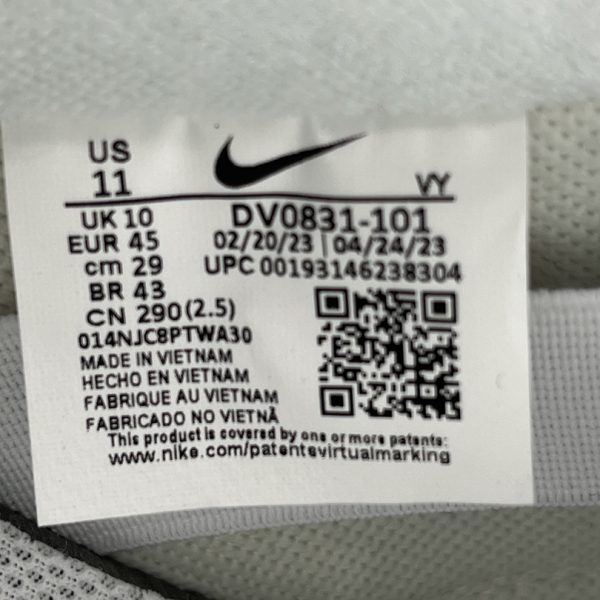 US
11
VY
UK 10
DV0831-101
EUR 45
02/20/23 | 04/24/23
cm 29
UPC 00193146238304
BR 43
CN 290(2.5)
014NJC8PTWA30
MADE IN VIETNAM
HECHO EN VIETNAM
FABRIQUE AU VIETNAM
FABRICADO NO VIETNÃ
This product is covered by one or more patents:
www.nike.com/patentsvirtualmarking